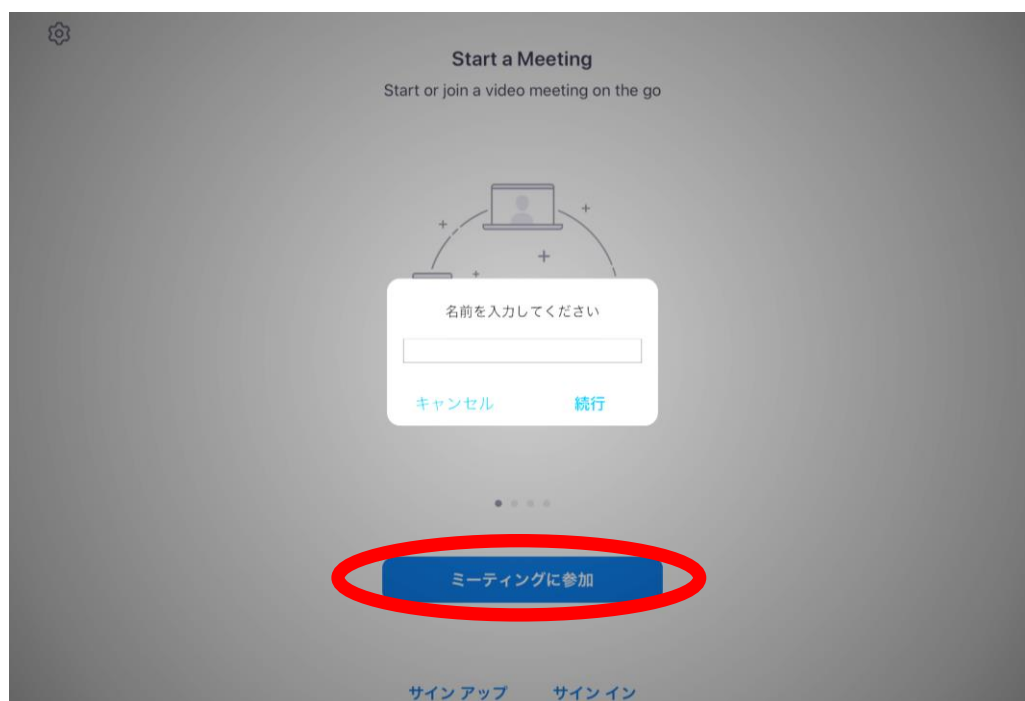 Start a Meeting
Start or join a video meeting on the go
名前を入力してください
キャンセル 続行
ミーティングに参加
サイン アップ サイン イン